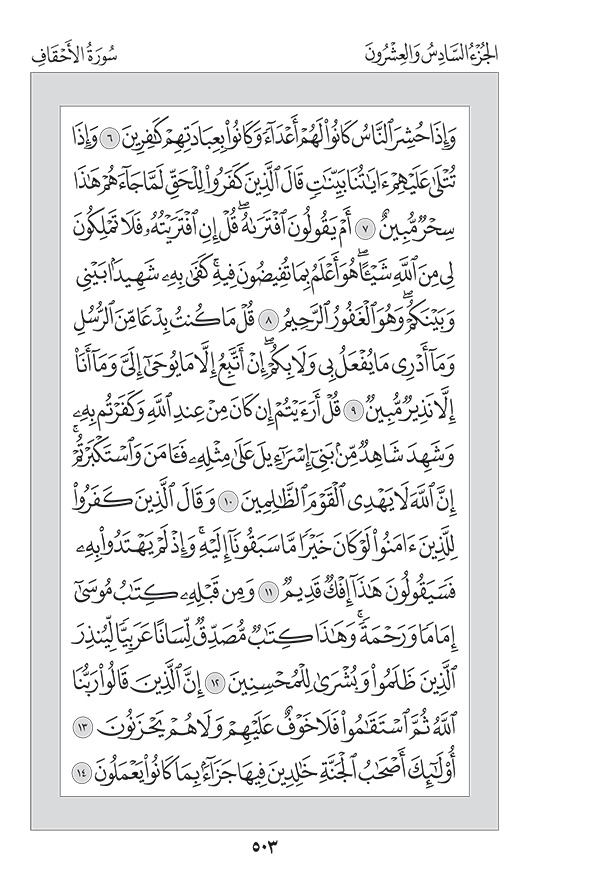 الجُزْءُ السَّادِسُ وَالعِشْرُونَ
سُورَةُ الأَحْقَافِ
وَإِذَا حُشِرَ ٱلنَّاسُ كَانُوا۟ لَهُمْ أَعْدَآءً وَكَانُوا۟ بِعِبَادَتِهِمْ كَٰفِرِينَ ٦ وَإِذَا
تُتْلَىٰ عَلَيْهِمْ ءَايَٰتُنَا بَيِّنَٰتٍ قَالَ ٱلَّذِينَ كَفَرُوا۟ لِلْحَقِّ لَمَّا جَآءَهُمْ هَٰذَا
سِحْرٌ مُّبِينٌ ٧ أَمْ يَقُولُونَ ٱفْتَرَىٰهُ ۖ قُلْ إِنِ ٱفْتَرَيْتُهُۥ فَلَا تَمْلِكُونَ
لِى مِنَ ٱللَّهِ شَيْـًٔا ۖ هُوَ أَعْلَمُ بِمَا تُفِيضُونَ فِيهِ ۖ كَفَىٰ بِهِۦ شَهِيدًۢا بَيْنِى
وَبَيْنَكُمْ ۖ وَهُوَ ٱلْغَفُورُ ٱلرَّحِيمُ ٨ قُلْ مَا كُنتُ بِدْعًا مِّنَ ٱلرُّسُلِ
وَمَآ أَدْرِى مَا يُفْعَلُ بِى وَلَا بِكُمْ ۖ إِنْ أَتَّبِعُ إِلَّا مَا يُوحَىٰٓ إِلَىَّ وَمَآ أَنَا۠
إِلَّا نَذِيرٌ مُّبِينٌ ٩ قُلْ أَرَءَيْتُمْ إِن كَانَ مِنْ عِندِ ٱللَّهِ وَكَفَرْتُم بِهِۦ
وَشَهِدَ شَاهِدٌ مِّنۢ بَنِىٓ إِسْرَٰٓءِيلَ عَلَىٰ مِثْلِهِۦ فَـَٔامَنَ وَٱسْتَكْبَرْتُمْ ۖ
إِنَّ ٱللَّهَ لَا يَهْدِى ٱلْقَوْمَ ٱلظَّٰلِمِينَ ١٠ وَقَالَ ٱلَّذِينَ كَفَرُوا۟
لِلَّذِينَ ءَامَنُوا۟ لَوْ كَانَ خَيْرًا مَّا سَبَقُونَآ إِلَيْهِ ۚ وَإِذْ لَمْ يَهْتَدُوا۟ بِهِۦ
فَسَيَقُولُونَ هَٰذَآ إِفْكٌ قَدِيمٌ ١١ وَمِن قَبْلِهِۦ كِتَٰبُ مُوسَىٰٓ
إِمَامًا وَرَحْمَةً ۚ وَهَٰذَا كِتَٰبٌ مُّصَدِّقٌ لِّسَانًا عَرَبِيًّا لِّيُنذِرَ
ٱلَّذِينَ ظَلَمُوا۟ وَبُشْرَىٰ لِلْمُحْسِنِينَ ١٢ إِنَّ ٱلَّذِينَ قَالُوا۟ رَبُّنَا
ٱللَّهُ ثُمَّ ٱسْتَقَٰمُوا۟ فَلَا خَوْفٌ عَلَيْهِمْ وَلَا هُمْ يَحْزَنُونَ ١٣
أُو۟لَٰٓئِكَ أَصْحَٰبُ ٱلْجَنَّةِ خَٰلِدِينَ فِيهَا جَزَآءًۢ بِمَا كَانُوا۟ يَعْمَلُونَ ١٤
٥٠٣